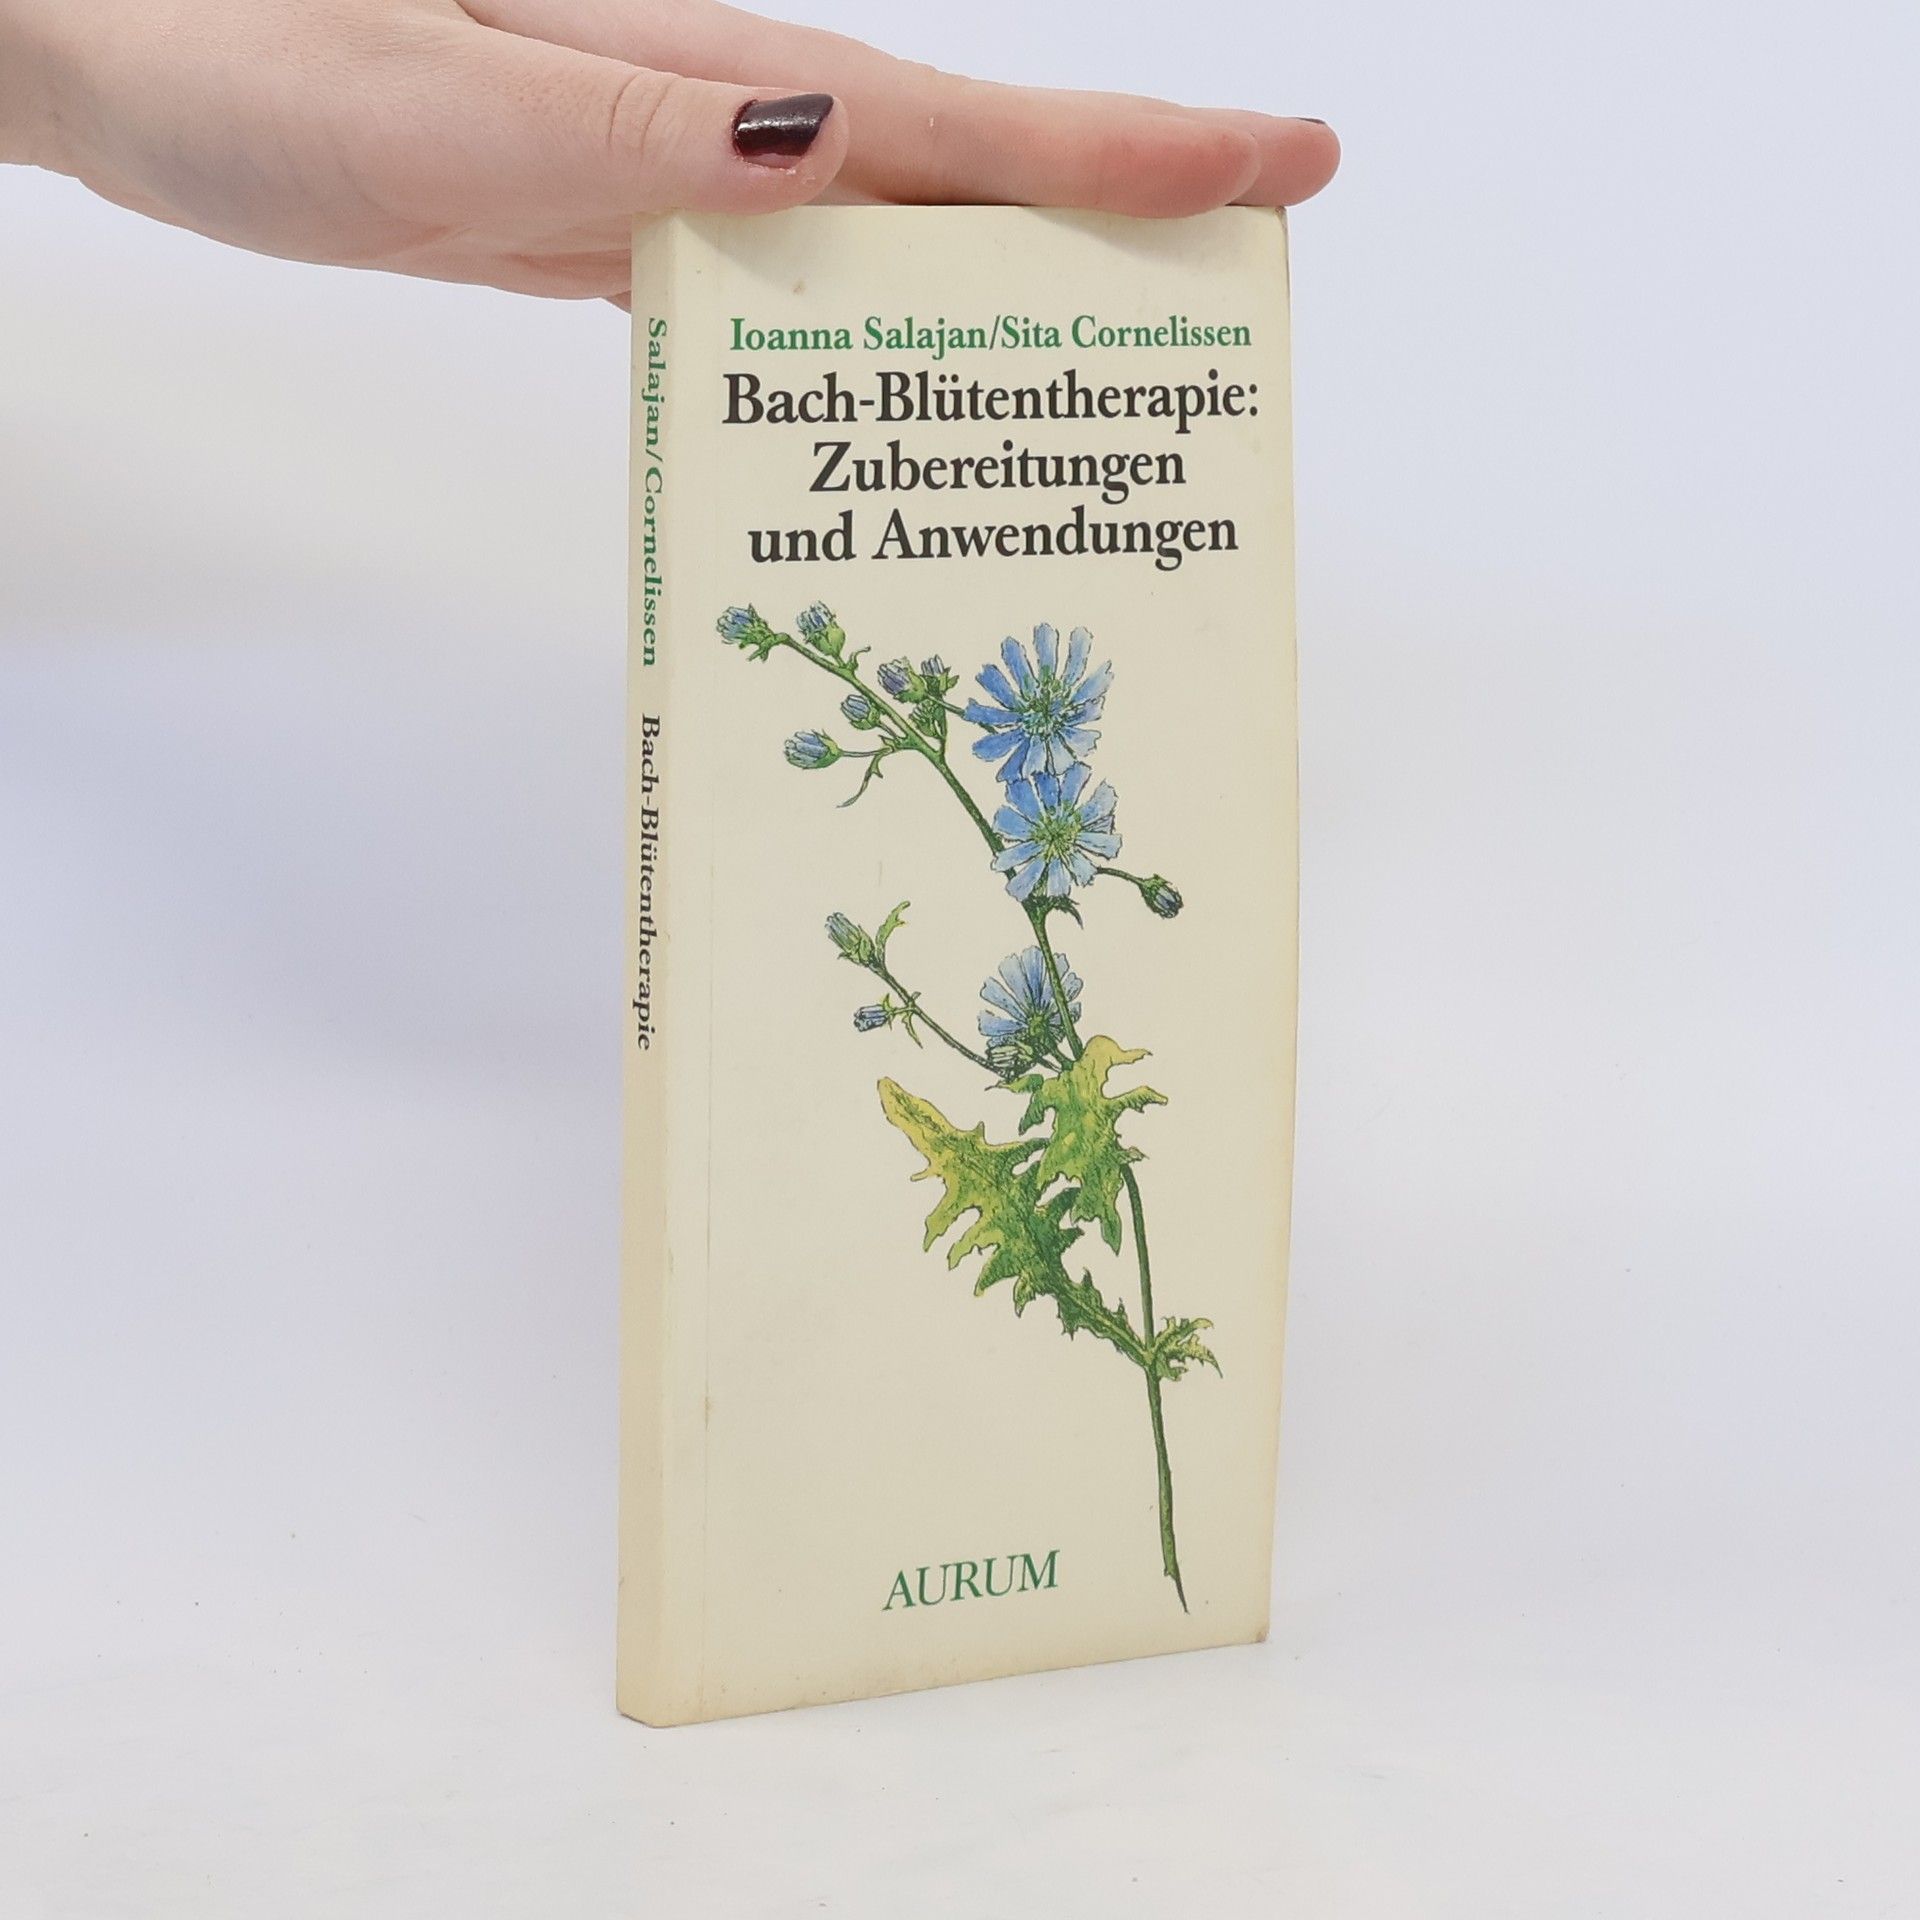 Ioanna Salajan/Sita Cornelissen
Bach-Blütentherapie:
Zubereitungen
und Anwendungen
AURUM
Salajan/Cornelissen Bach-Blütentherapie